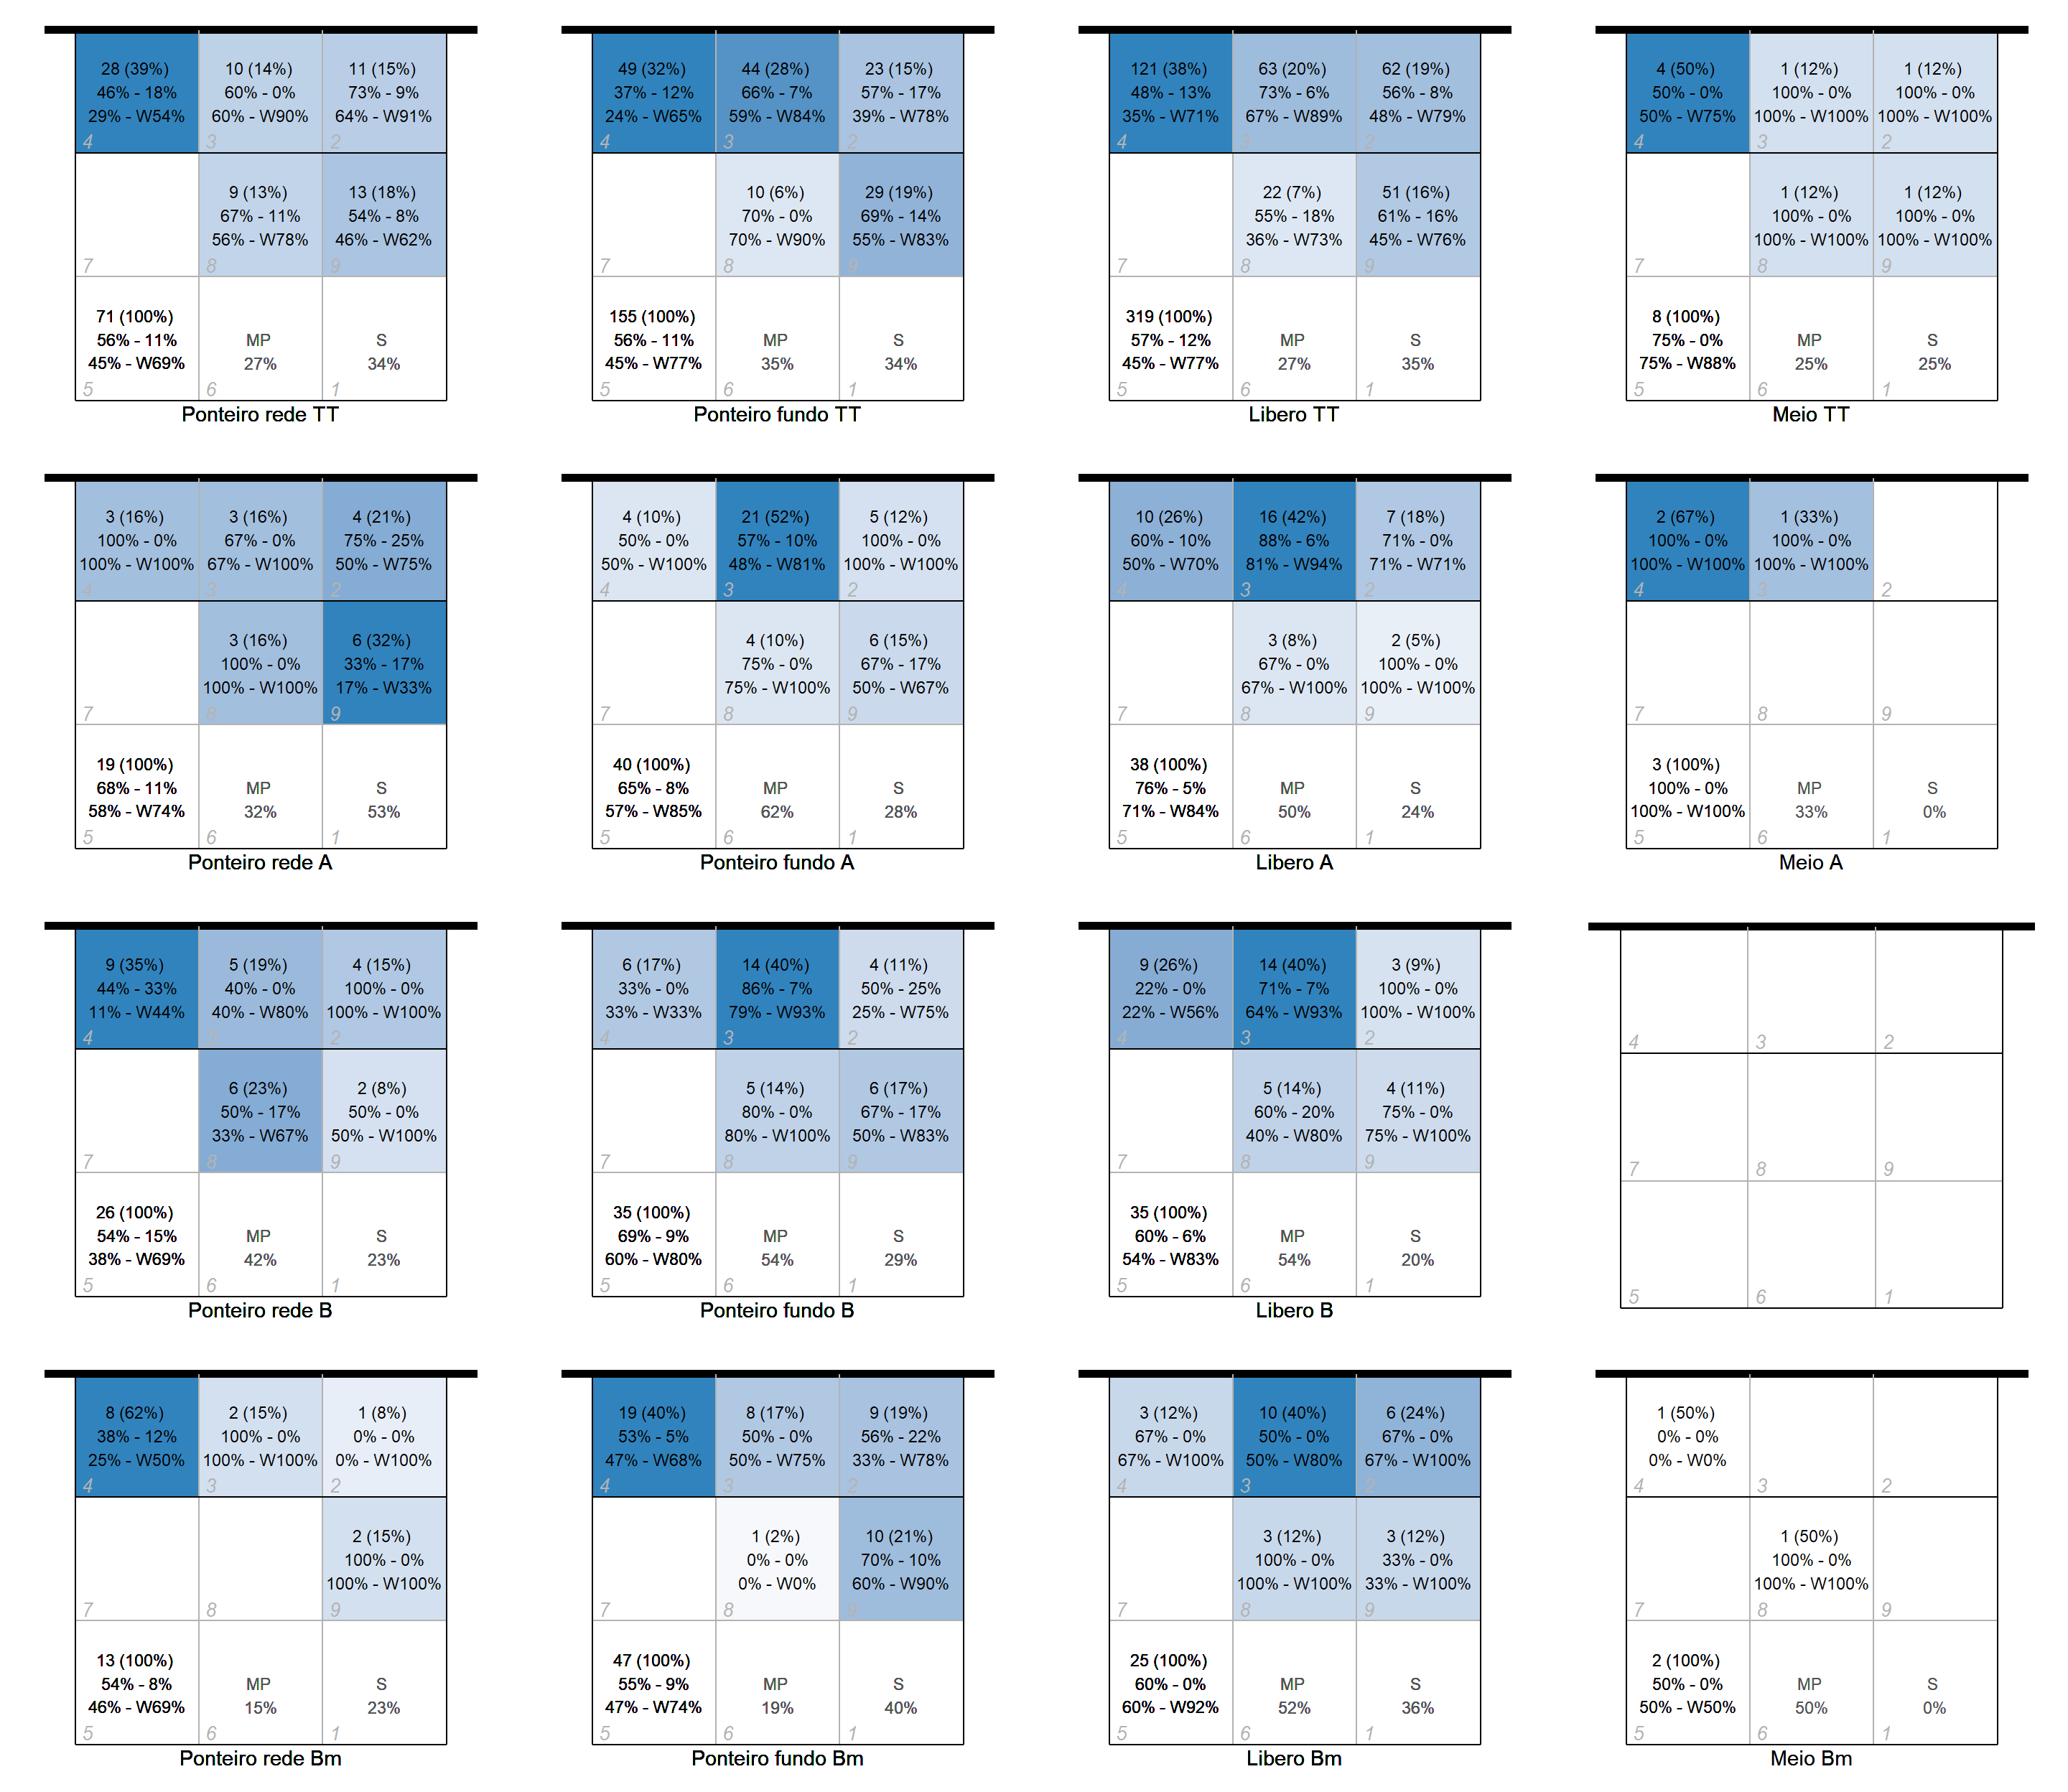 28 (39%)
46% - 18%
29% - W54%
4
10 (14%)
60% - 0%
60% - W90%
3
11 (15%)
73% - 9%
64% - W91%
2
7
9 (13%)
67% - 11%
56% - W78%
8
13 (18%)
54% - 8%
46% - W62%
9
71 (100%)
56% - 11%
45% - W69%
5
MP
27%
6
S
34%
1
Ponteiro rede TT
49 (32%)
37% - 12%
24% - W65%
4
44 (28%)
66% - 7%
59% - W84%
3
23 (15%)
57% - 17%
39% - W78%
2
7
10 (6%)
70% - 0%
70% - W90%
8
29 (19%)
69% - 14%
55% - W83%
9
155 (100%)
56% - 11%
45% - W77%
5
MP
35%
6
S
34%
1
Ponteiro fundo TT
121 (38%)
48% - 13%
35% - W71%
4
63 (20%)
73% - 6%
67% - W89%
3
62 (19%)
56% - 8%
48% - W79%
2
7
22 (7%)
55% - 18%
36% - W73%
8
51 (16%)
61% - 16%
45% - W76%
9
319 (100%)
57% - 12%
45% - W77%
5
MP
27%
6
S
35%
1
Libero TT
4 (50%)
50% - 0%
50% - W75%
4
1 (12%)
100% - 0%
100% - W100%
3
1 (12%)
100% - 0%
100% - W100%
2
7
1 (12%)
100% - 0%
100% - W100%
8
1 (12%)
100% - 0%
100% - W100%
9
8 (100%)
75% - 0%
75% - W88%
5
MP
25%
6
S
25%
1
Meio TT
3 (16%)
100% - 0%
100% - W100%
4
3 (16%)
67% - 0%
67% - W100%
3
4 (21%)
75% - 25%
50% - W75%
2
7
3 (16%)
100% - 0%
100% - W100%
8
6 (32%)
33% - 17%
17% - W33%
9
19 (100%)
68% - 11%
58% - W74%
5
MP
32%
6
S
53%
1
Ponteiro rede A
4 (10%)
50% - 0%
50% - W100%
4
21 (52%)
57% - 10%
48% - W81%
3
5 (12%)
100% - 0%
100% - W100%
2
7
4 (10%)
75% - 0%
75% - W100%
8
6 (15%)
67% - 17%
50% - W67%
9
40 (100%)
65% - 8%
57% - W85%
5
MP
62%
6
S
28%
1
Ponteiro fundo A
10 (26%)
60% - 10%
50% - W70%
4
16 (42%)
88% - 6%
81% - W94%
3
7 (18%)
71% - 0%
71% - W71%
2
7
3 (8%)
67% - 0%
67% - W100%
8
2 (5%)
100% - 0%
100% - W100%
9
38 (100%)
76% - 5%
71% - W84%
5
MP
50%
6
S
24%
1
Libero A
2 (67%)
100% - 0%
100% - W100%
4
1 (33%)
100% - 0%
100% - W100%
3
2
7
8
9
3 (100%)
100% - 0%
100% - W100%
5
MP
33%
6
S
0%
1
Meio A
9 (35%)
44% - 33%
11% - W44%
4
5 (19%)
40% - 0%
40% - W80%
3
4 (15%)
100% - 0%
100% - W100%
2
7
6 (23%)
50% - 17%
33% - W67%
8
2 (8%)
50% - 0%
50% - W100%
9
26 (100%)
54% - 15%
38% - W69%
5
MP
42%
6
S
23%
1
Ponteiro rede B
6 (17%)
33% - 0%
33% - W33%
4
14 (40%)
86% - 7%
79% - W93%
3
4 (11%)
50% - 25%
25% - W75%
2
7
5 (14%)
80% - 0%
80% - W100%
8
6 (17%)
67% - 17%
50% - W83%
9
35 (100%)
69% - 9%
60% - W80%
5
MP
54%
6
S
29%
1
Ponteiro fundo B
9 (26%)
22% - 0%
22% - W56%
4
14 (40%)
71% - 7%
64% - W93%
3
3 (9%)
100% - 0%
100% - W100%
2
7
5 (14%)
60% - 20%
40% - W80%
8
4 (11%)
75% - 0%
75% - W100%
9
35 (100%)
60% - 6%
54% - W83%
5
MP
54%
6
S
20%
1
Libero B
4
3
2
7
8
9
5
6
1
8 (62%)
38% - 12%
25% - W50%
4
2 (15%)
100% - 0%
100% - W100%
3
1 (8%)
0% - 0%
0% - W100%
2
7
8
2 (15%)
100% - 0%
100% - W100%
9
13 (100%)
54% - 8%
46% - W69%
5
MP
15%
6
S
23%
1
Ponteiro rede Bm
19 (40%)
53% - 5%
47% - W68%
4
8 (17%)
50% - 0%
50% - W75%
3
9 (19%)
56% - 22%
33% - W78%
2
7
1 (2%)
0% - 0%
0% - W0%
8
10 (21%)
70% - 10%
60% - W90%
9
47 (100%)
55% - 9%
47% - W74%
5
MP
19%
6
S
40%
1
Ponteiro fundo Bm
3 (12%)
67% - 0%
67% - W100%
4
10 (40%)
50% - 0%
50% - W80%
3
6 (24%)
67% - 0%
67% - W100%
2
7
3 (12%)
100% - 0%
100% - W100%
8
3 (12%)
33% - 0%
33% - W100%
9
25 (100%)
60% - 0%
60% - W92%
5
MP
52%
6
S
36%
1
Libero Bm
1 (50%)
0% - 0%
0% - W0%
4
3
2
7
1 (50%)
100% - 0%
100% - W100%
8
9
2 (100%)
50% - 0%
50% - W50%
5
MP
50%
6
S
0%
1
Meio Bm